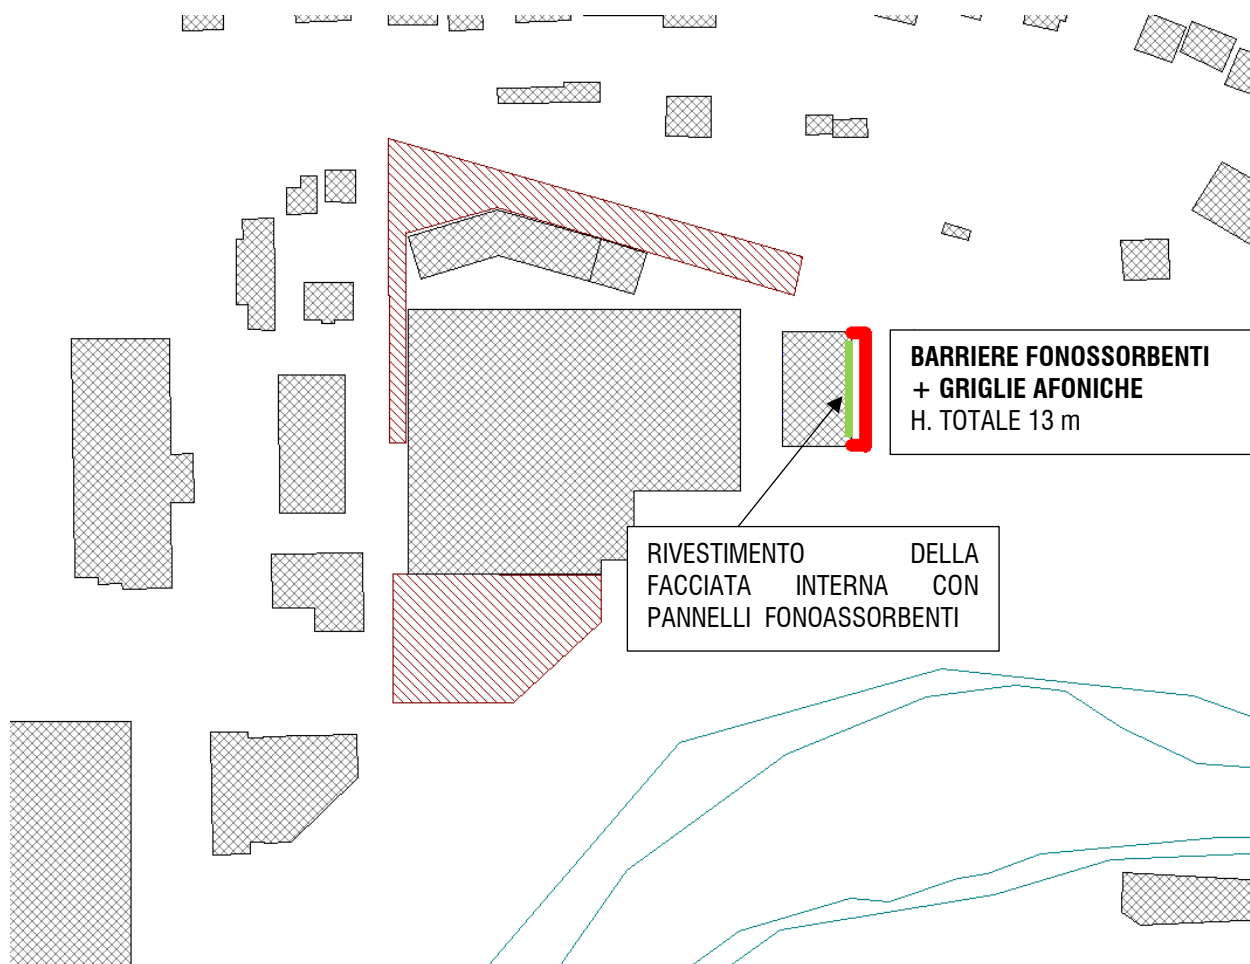 BARRIERE FONOSSORBENTI
+ GRIGLIE AFONICHE
H. TOTALE 13 m
RIVESTIMENTO DELLA
FACCIATA INTERNA CON
PANNELLI FONOASSORBENTI